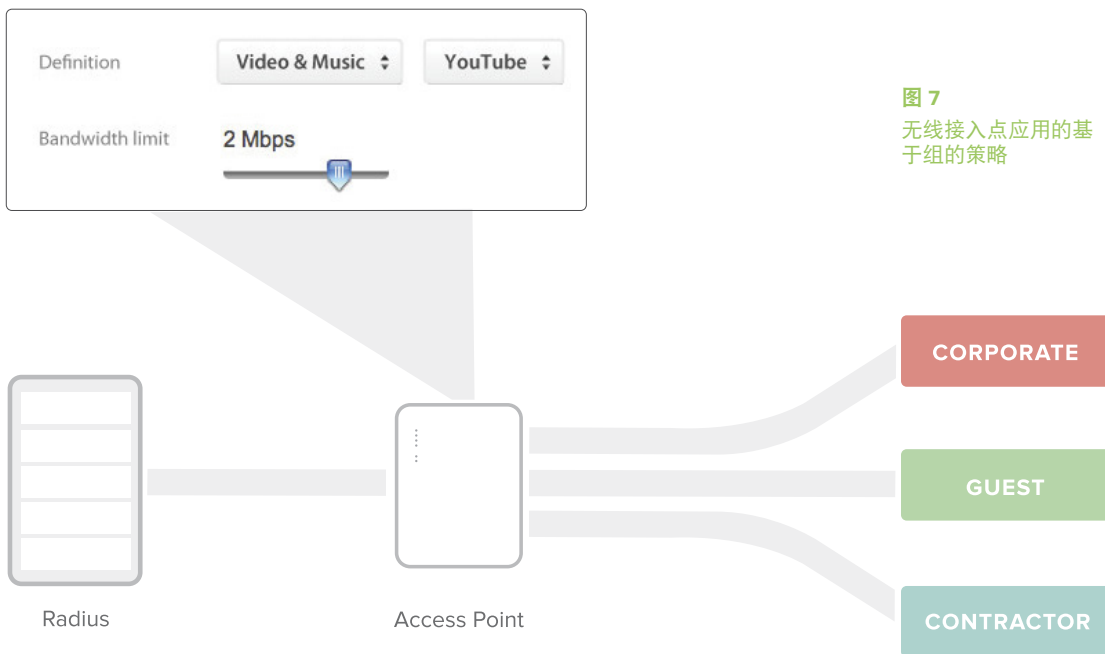 Definition
Video & Music
YouTube
Bandwidth limit
2 Mbps
图 7
无线接入点应用的基
于组的策略
CORPORATE
GUEST
CONTRACTOR
Radius
Access Point